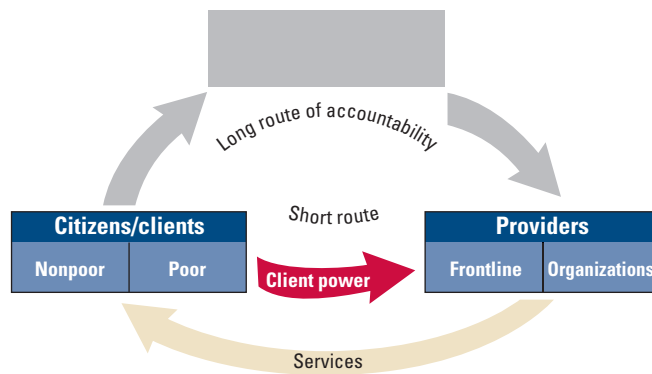 Long route of accountability
Short route
Citizens/clients
Nonpoor
Poor
Client power
Providers
Frontline
Organizations
Services